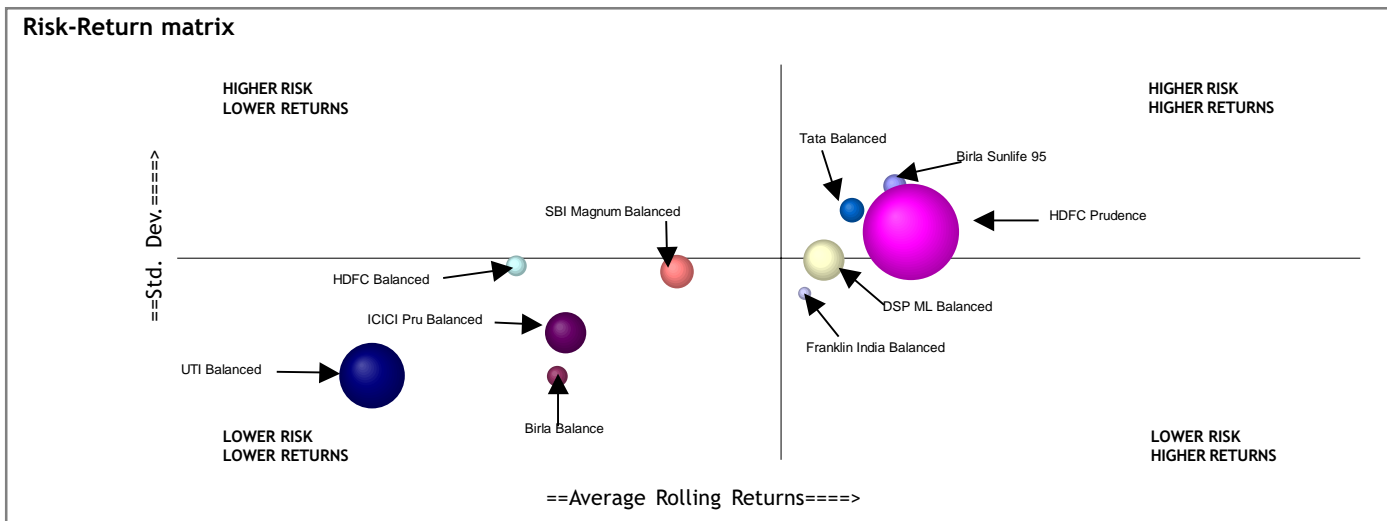 Risk-Return matrix
HIGHER RISK
LOWER RETURNS
HIGHER RISK
HIGHER RETURNS
Tata Balanced
Birla Sunlife 95
SBI Magnum Balanced
HDFC Prudence
==Std. Dev.====>
HDFC Balanced
DSP ML Balanced
ICICI Pru Balanced
Franklin India Balanced
UTI Balanced
Birla Balance
LOWER RISK
LOWER RETURNS
LOWER RISK
HIGHER RETURNS
==Average Rolling Returns====>